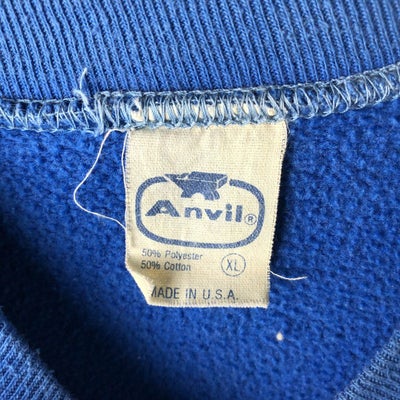 Anvil®
50% Polyester
50% Cotton
XL
MADE IN U.S.A.